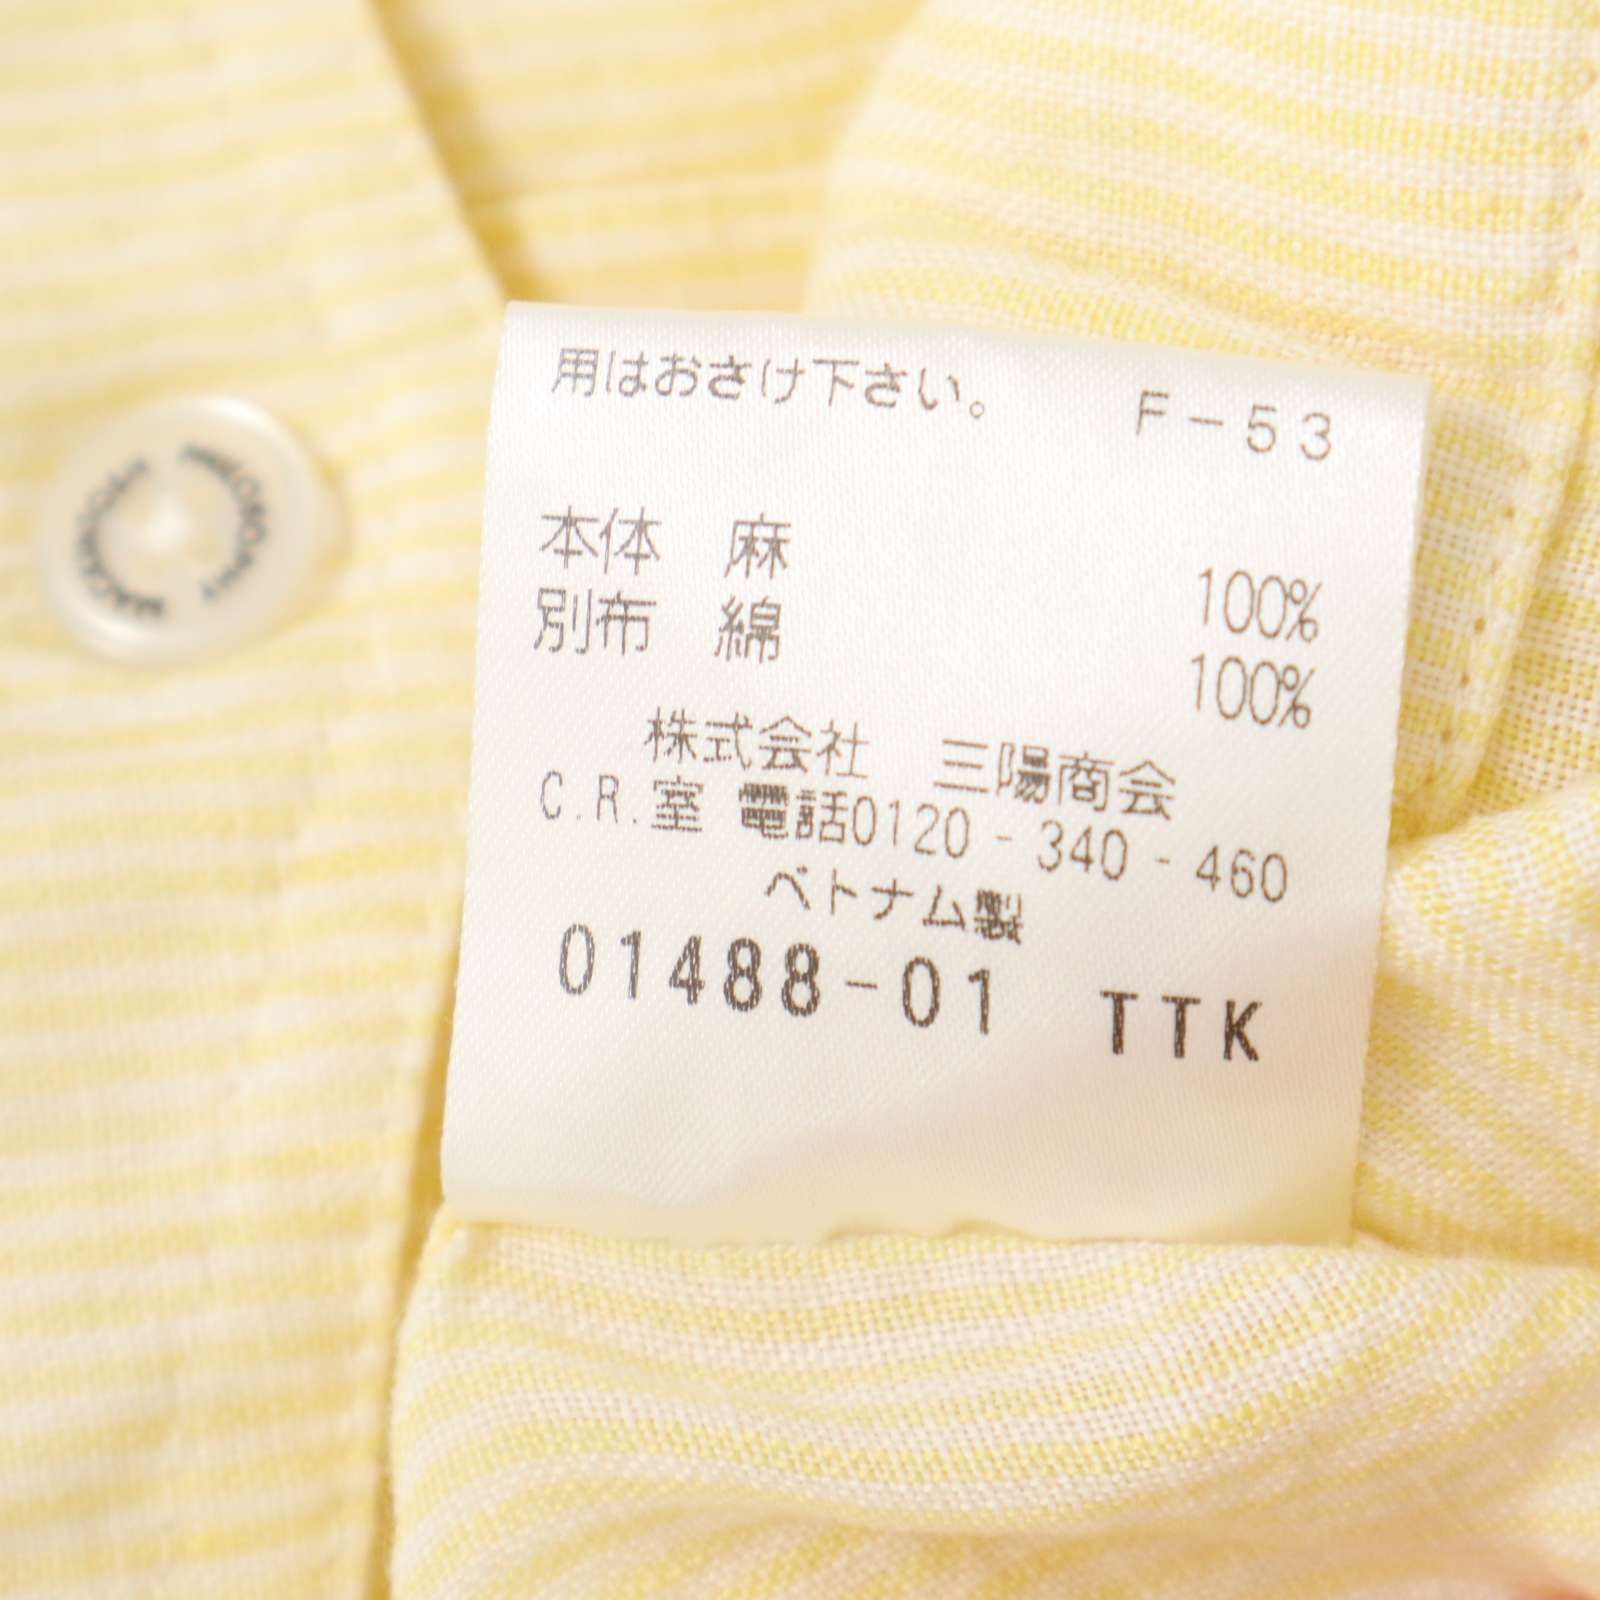 用はおさけ下さい。 F-53
本体 麻 100%
別布 綿 100%
株式会社 三陽商会
C.R.室 電話0120-340-460
ベトナム製
01488-01 TTK
MACKINTOSH
PHILOSOPHY